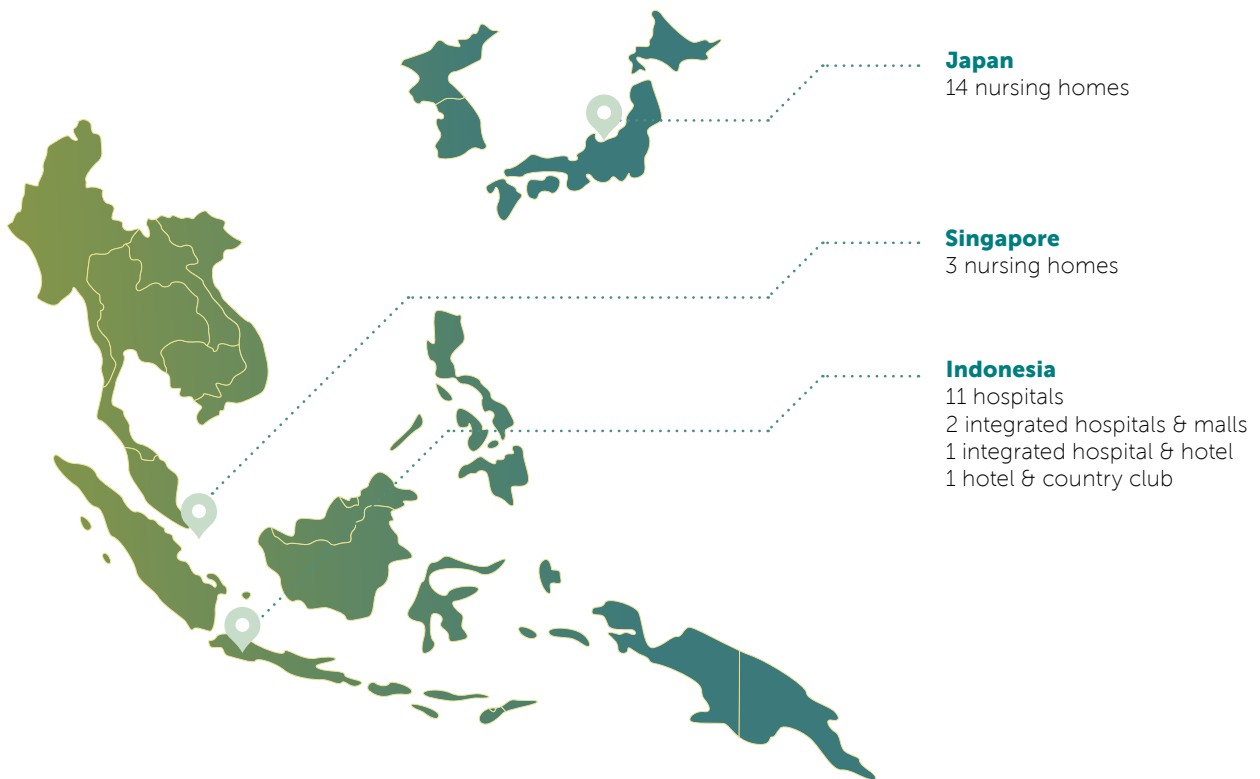 Japan
14 nursing homes
Singapore
3 nursing homes
Indonesia
11 hospitals
2 integrated hospitals & malls
1 integrated hospital & hotel
1 hotel & country club